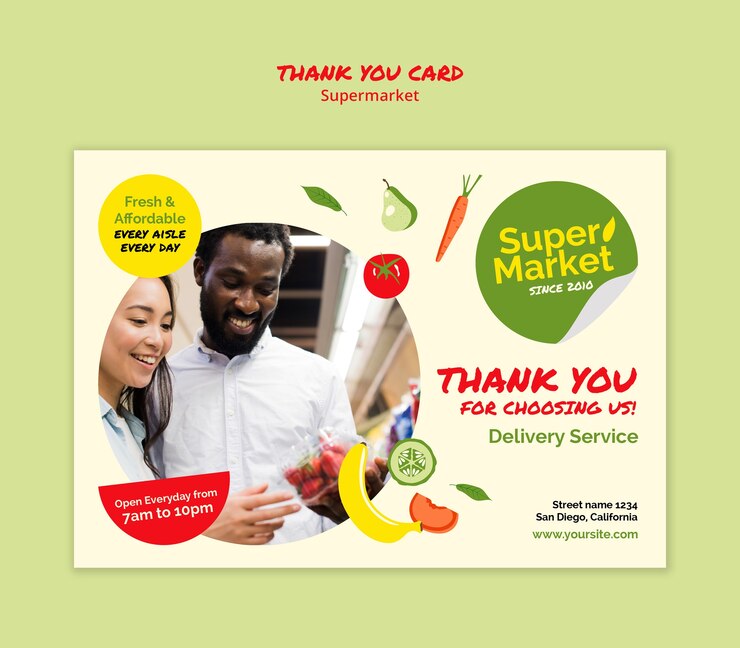 THANK YOU CARD
Supermarket
Fresh &
Affordable
EVERY AISLE
EVERY DAY
Super
Market
SINCE 2010
THANK YOU
FOR CHOOSING US!
Delivery Service
Open Everyday from
7am to 10pm
Street name 1234
San Diego, California
www.yoursite.com